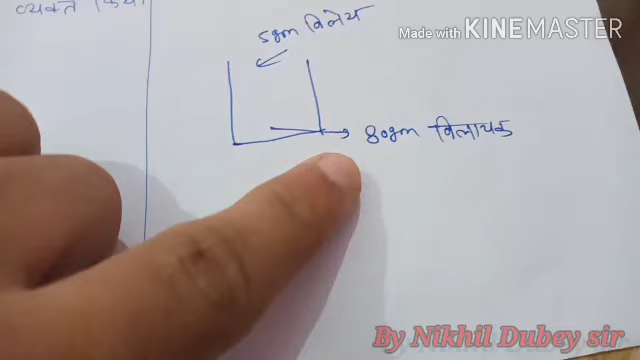 व्यक्त किया
Made with KINEMASTER
5gm विलेय
80gm विलायक
By Nikhil Dubey sir